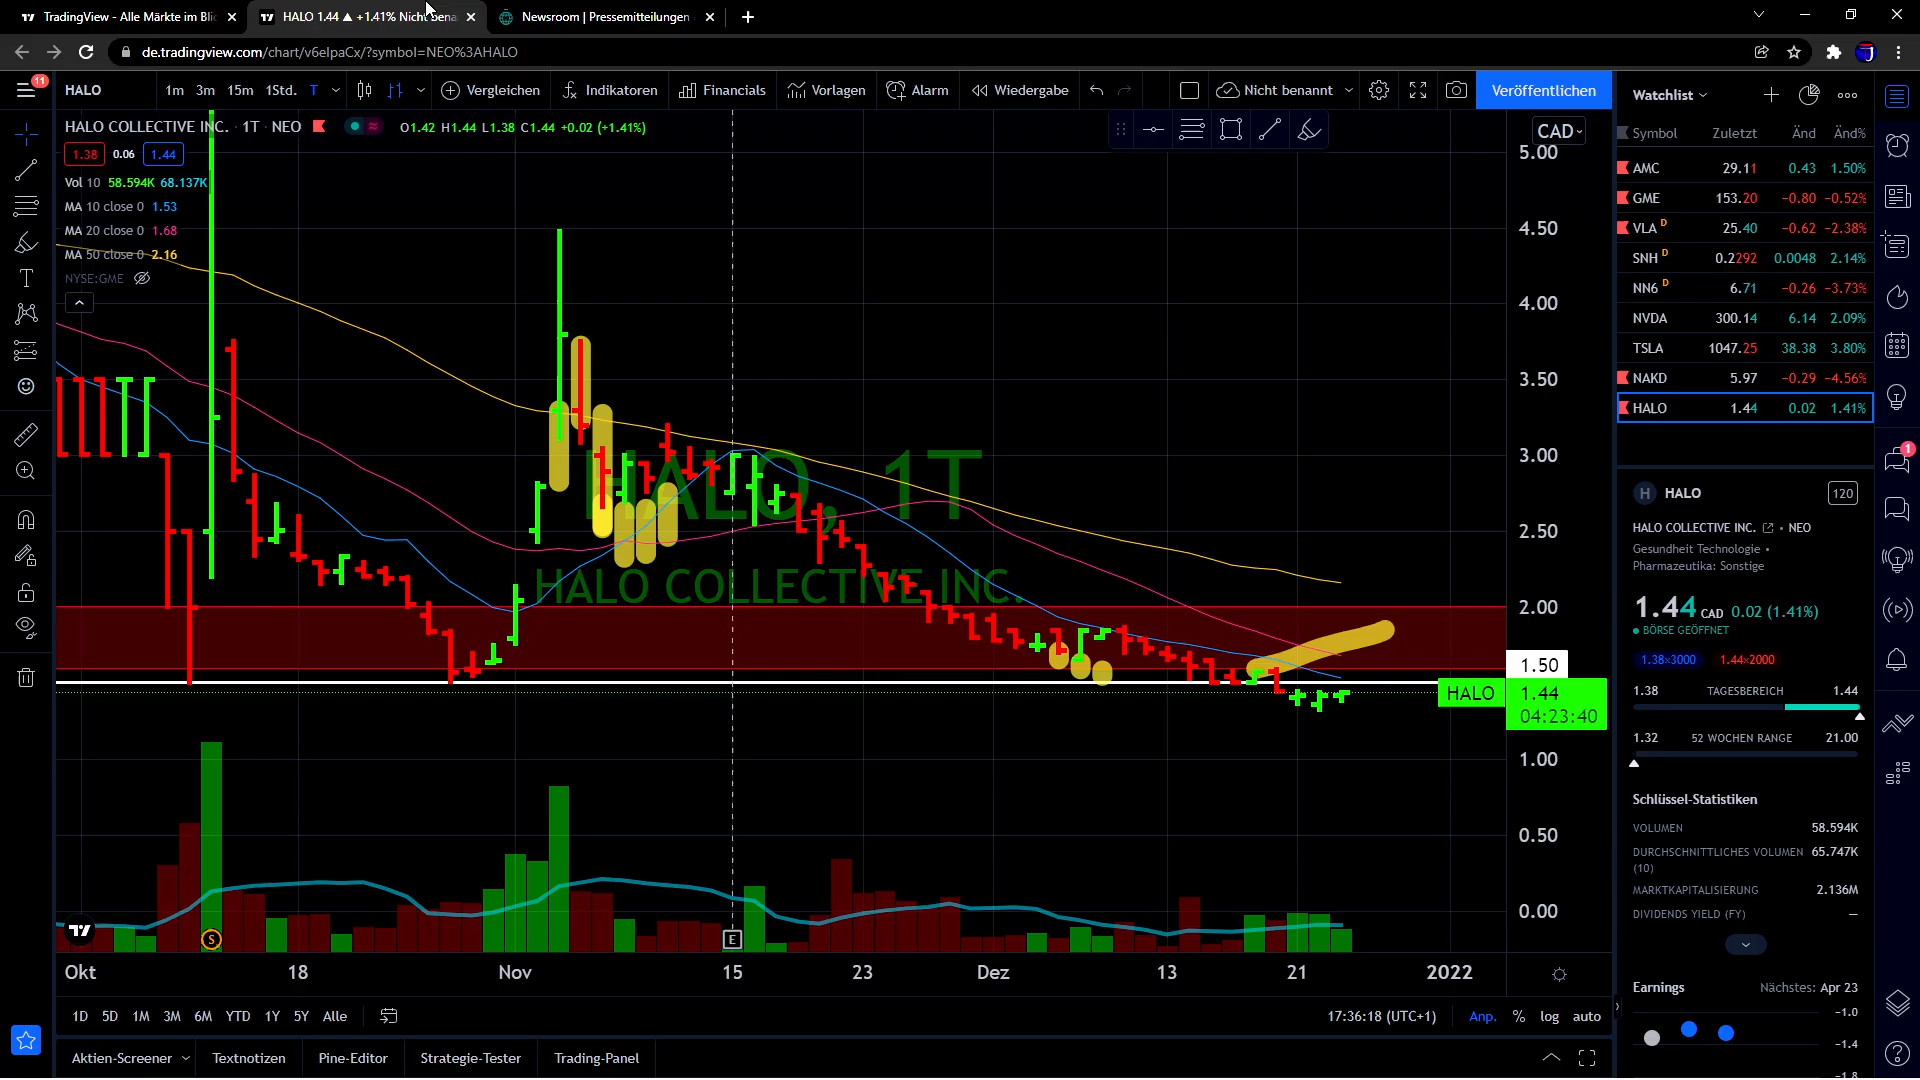 TradingView - Alle Märkte im Bli
HALO 1.44 ▲ +1.41% Nicht bena
Newsroom | Pressemitteilungen
de.tradingview.com/chart/v6elpaCx/?symbol=NEO%3AHALO
11
HALO 1m 3m 15m 1Std. T Vergleichen Indikatoren Financials Vorlagen Alarm Wiedergabe Nicht benannt Veröffentlichen
HALO COLLECTIVE INC. · 1T · NEO O1.42 H1.44 L1.38 C1.44 +0.02 (+1.41%)
1.38 0.06 1.44
Vol 10 58.594K 68.137K
MA 10 close 0 1.53
MA 20 close 0 1.68
MA 50 close 0 2.16
NYSE:GME
HALO, 1T
HALO COLLECTIVE INC.
CAD
5.00
4.50
4.00
3.50
3.00
2.50
2.00
1.50
HALO 1.44
04:23:40
1.00
0.50
0.00
S
E
Okt 18 Nov 15 23 Dez 13 21 2022
1D 5D 1M 3M 6M YTD 1Y 5Y Alle
17:36:18 (UTC+1) Anp. % log auto
Aktien-Screener Textnotizen Pine-Editor Strategie-Tester Trading-Panel
Watchlist
Symbol Zuletzt Änd Änd%
AMC 29.11 0.43 1.50%
GME 153.20 −0.80 −0.52%
VLA D 25.40 −0.62 −2.38%
SNH D 0.2292 0.0048 2.14%
NN6 D 6.71 −0.26 −3.73%
NVDA 300.14 6.14 2.09%
TSLA 1047.25 38.38 3.80%
NAKD 5.97 −0.29 −4.56%
HALO 1.44 0.02 1.41%
H HALO 120
HALO COLLECTIVE INC. • NEO
Gesundheit Technologie •
Pharmazeutika: Sonstige
1.44 CAD 0.02 (1.41%)
BÖRSE GEÖFFNET
1.38×3000 1.44×2000
1.38 TAGESBEREICH 1.44
1.32 52 WOCHEN RANGE 21.00
Schlüssel-Statistiken
VOLUMEN 58.594K
DURCHSCHNITTLICHES VOLUMEN 65.747K
(10)
MARKTKAPITALISIERUNG 2.136M
DIVIDENDS YIELD (FY) —
Earnings Nächstes: Apr 23
−1.0
−1.4
−1.8
1